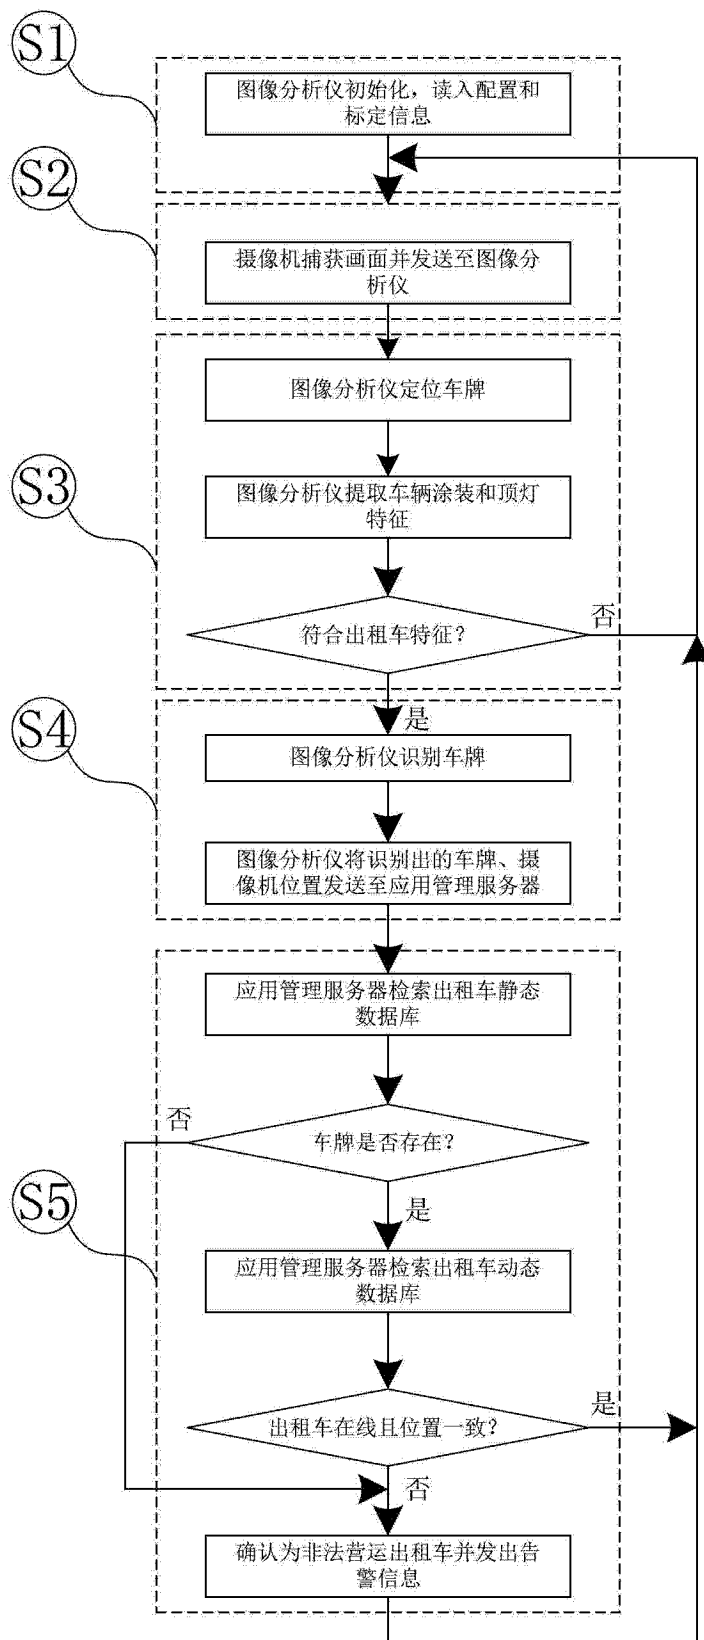 S1
图像分析仪初始化，读入配置和
标定信息
S2
摄像机捕获画面并发送至图像分
析仪
S3
图像分析仪定位车牌
图像分析仪提取车辆涂装和顶灯
特征
符合出租车特征？
否
是
S4
图像分析仪识别车牌
图像分析仪将识别出的车牌、摄
像机位置发送至应用管理服务器
S5
应用管理服务器检索出租车静态
数据库
车牌是否存在？
否
是
应用管理服务器检索出租车动态
数据库
出租车在线且位置一致？
是
否
确认为非法营运出租车并发出告
警信息